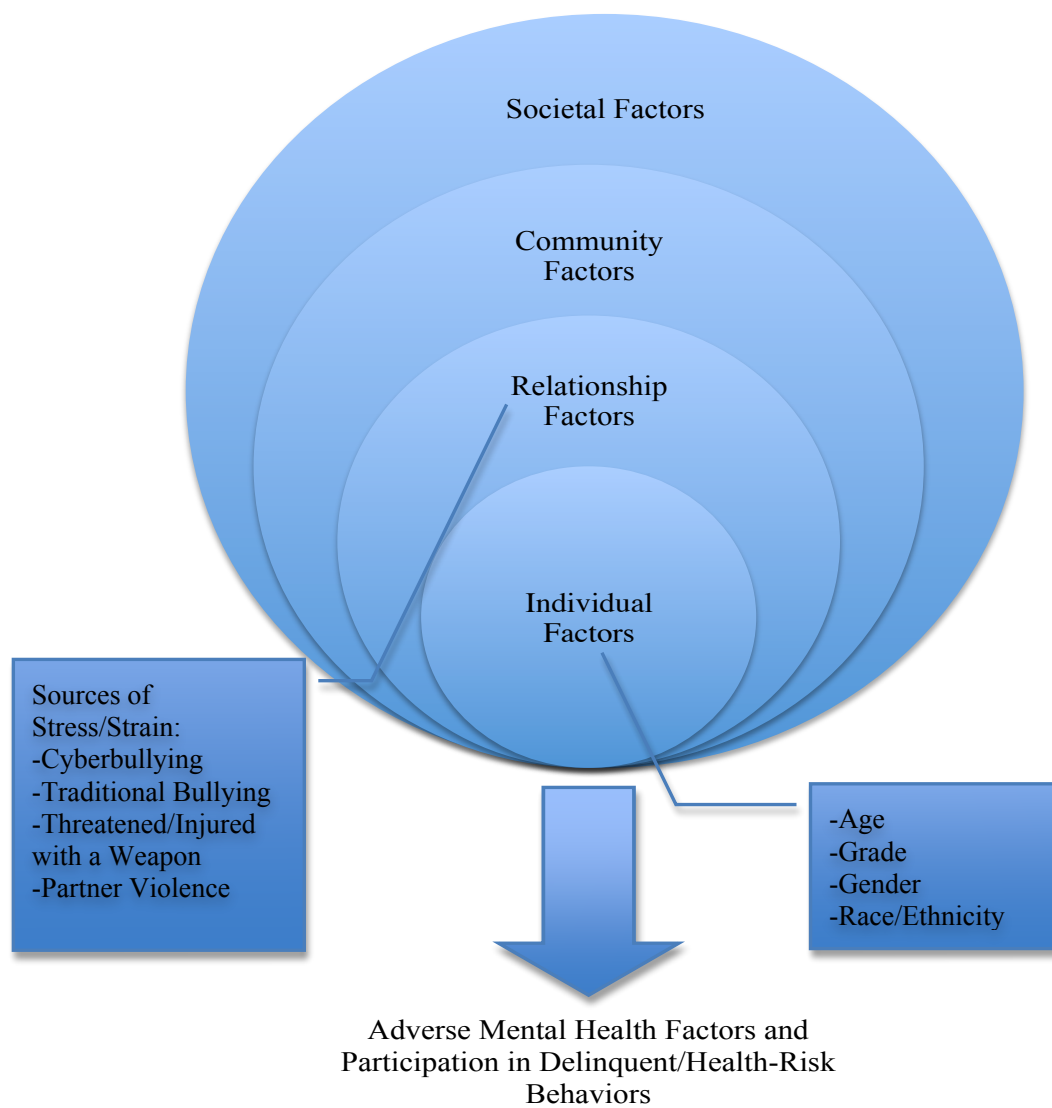 Societal Factors
Community
Factors
Relationship
Factors
Individual
Factors
Sources of
Stress/Strain:
-Cyberbullying
-Traditional Bullying
-Threatened/Injured
with a Weapon
-Partner Violence
-Age
-Grade
-Gender
-Race/Ethnicity
Adverse Mental Health Factors and
Participation in Delinquent/Health-Risk
Behaviors